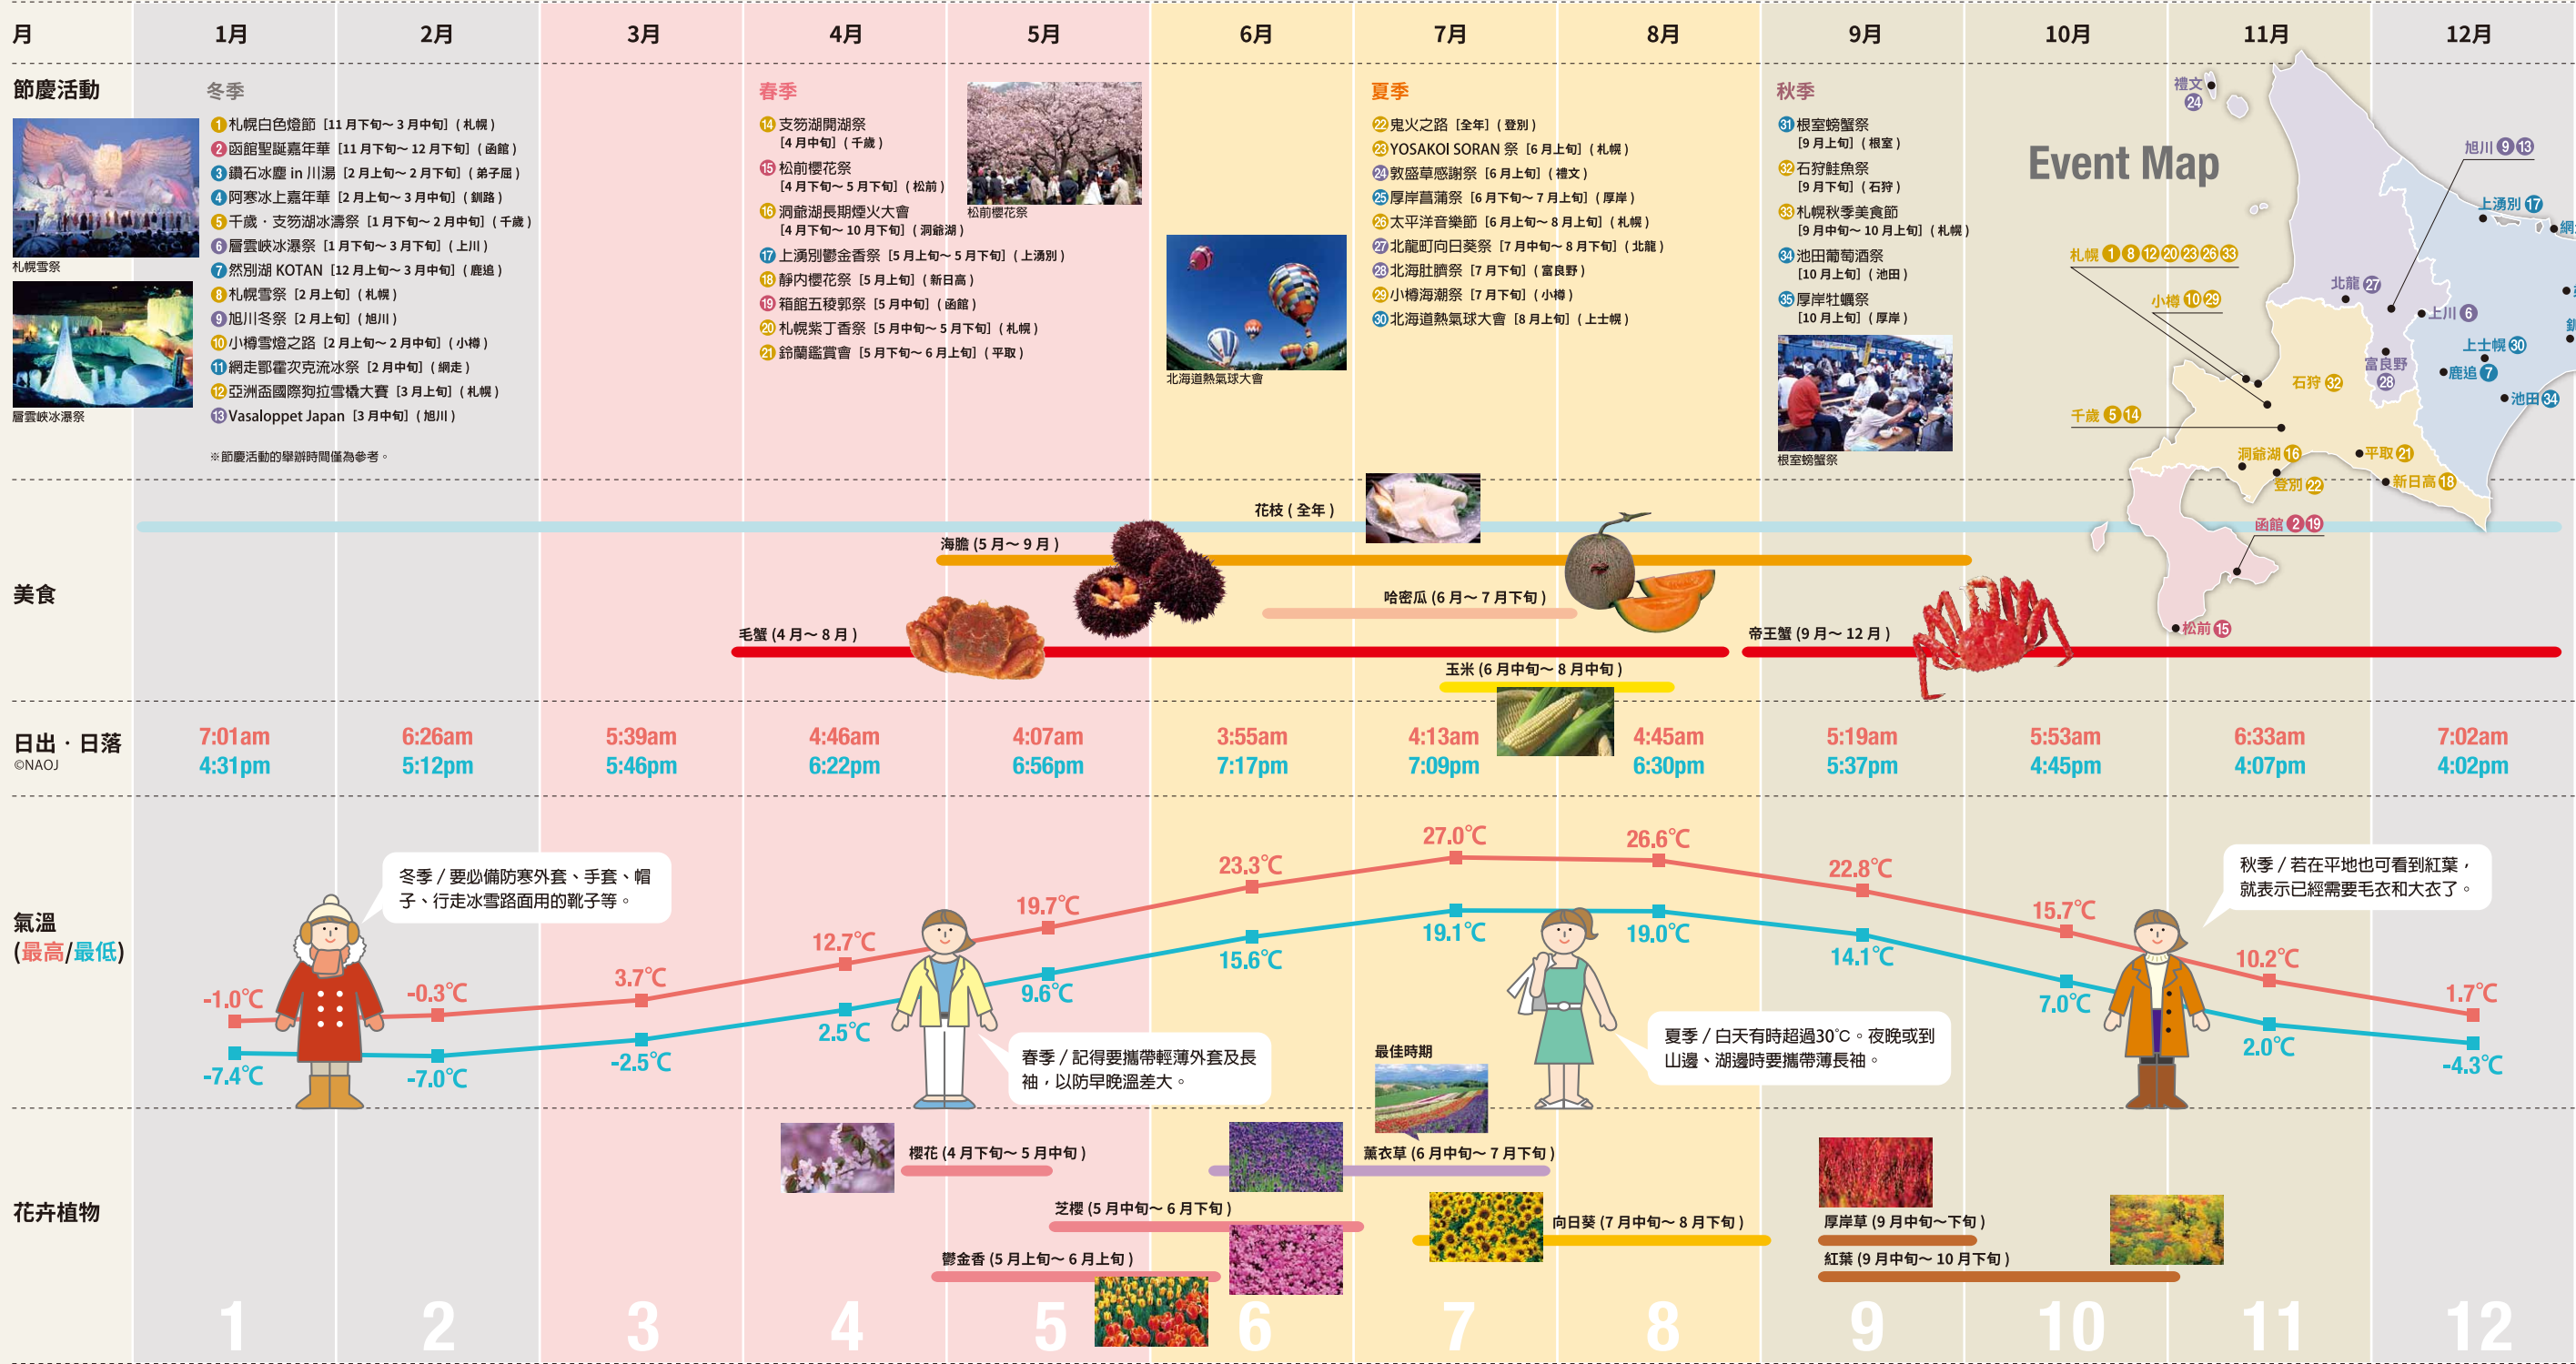 月
1月
2月
3月
4月
5月
6月
7月
8月
9月
10月
11月
12月
節慶活動
冬季
1 札幌白色燈節 [11月下旬～3月中旬] (札幌)
2 函館聖誕嘉年華 [11月下旬～12月下旬] (函館)
3 鑽石冰塵 in 川湯 [2月上旬～2月下旬] (弟子屈)
4 阿寒冰上嘉年華 [2月上旬～3月中旬] (釧路)
5 千歲・支笏湖冰濤祭 [1月下旬～2月中旬] (千歲)
6 層雲峽冰瀑祭 [1月下旬～3月下旬] (上川)
7 然別湖 KOTAN [12月上旬～3月中旬] (鹿追)
8 札幌雪祭 [2月上旬] (札幌)
9 旭川冬祭 [2月上旬] (旭川)
10 小樽雪燈之路 [2月上旬～2月中旬] (小樽)
11 網走鄂霍次克流冰祭 [2月中旬] (網走)
12 亞洲盃國際狗拉雪橇大賽 [3月上旬] (札幌)
13 Vasaloppet Japan [3月中旬] (旭川)
※節慶活動的舉辦時間僅為參考。
札幌雪祭
層雲峽冰瀑祭
春季
14 支笏湖開湖祭
[4月中旬] (千歲)
15 松前櫻花祭
[4月下旬～5月下旬] (松前)
16 洞爺湖長期煙火大會
[4月下旬～10月下旬] (洞爺湖)
17 上湧別鬱金香祭 [5月上旬～5月下旬] (上湧別)
18 靜內櫻花祭 [5月上旬] (新日高)
19 箱館五稜郭祭 [5月中旬] (函館)
20 札幌紫丁香祭 [5月中旬～5月下旬] (札幌)
21 鈴蘭鑑賞會 [5月下旬～6月上旬] (平取)
松前櫻花祭
北海道熱氣球大會
夏季
22 鬼火之路 [全年] (登別)
23 YOSAKOI SORAN 祭 [6月上旬] (札幌)
24 敦盛草感謝祭 [6月上旬] (禮文)
25 厚岸菖蒲祭 [6月下旬～7月上旬] (厚岸)
26 太平洋音樂節 [6月上旬～8月上旬] (札幌)
27 北龍町向日葵祭 [7月中旬～8月下旬] (北龍)
28 北海肚臍祭 [7月下旬] (富良野)
29 小樽海潮祭 [7月下旬] (小樽)
30 北海道熱氣球大會 [8月上旬] (上士幌)
秋季
31 根室螃蟹祭
[9月上旬] (根室)
32 石狩鮭魚祭
[9月下旬] (石狩)
33 札幌秋季美食節
[9月中旬～10月上旬] (札幌)
34 池田葡萄酒祭
[10月上旬] (池田)
35 厚岸牡蠣祭
[10月上旬] (厚岸)
根室螃蟹祭
Event Map
禮文
24
旭川 9 13
上湧別 17
札幌 1 8 12 20 23 26 33
北龍 27
小樽 10 29
上川 6
上士幌 30
富良野
28
鹿追 7
石狩 32
池田 34
千歲 5 14
洞爺湖 16
平取 21
登別 22
新日高 18
函館 2 19
松前 15
美食
花枝 (全年)
海膽 (5月～9月)
哈密瓜 (6月～7月下旬)
毛蟹 (4月～8月)
帝王蟹 (9月～12月)
玉米 (6月中旬～8月中旬)
日出・日落
©NAOJ
7:01am
4:31pm
6:26am
5:12pm
5:39am
5:46pm
4:46am
6:22pm
4:07am
6:56pm
3:55am
7:17pm
4:13am
7:09pm
4:45am
6:30pm
5:19am
5:37pm
5:53am
4:45pm
6:33am
4:07pm
7:02am
4:02pm
氣溫
(最高/最低)
-1.0℃
-0.3℃
3.7℃
12.7℃
19.7℃
23.3℃
27.0℃
26.6℃
22.8℃
15.7℃
10.2℃
1.7℃
-7.4℃
-7.0℃
-2.5℃
2.5℃
9.6℃
15.6℃
19.1℃
19.0℃
14.1℃
7.0℃
2.0℃
-4.3℃
冬季 / 要必備防寒外套、手套、帽
子、行走冰雪路面用的靴子等。
春季 / 記得要攜帶輕薄外套及長
袖，以防早晚溫差大。
夏季 / 白天有時超過30℃。夜晚或到
山邊、湖邊時要攜帶薄長袖。
秋季 / 若在平地也可看到紅葉，
就表示已經需要毛衣和大衣了。
花卉植物
最佳時期
櫻花 (4月下旬～5月中旬)
薰衣草 (6月中旬～7月下旬)
芝櫻 (5月中旬～6月下旬)
向日葵 (7月中旬～8月下旬)
厚岸草 (9月中旬～下旬)
鬱金香 (5月上旬～6月上旬)
紅葉 (9月中旬～10月下旬)
1
2
3
4
5
6
7
8
9
10
11
12